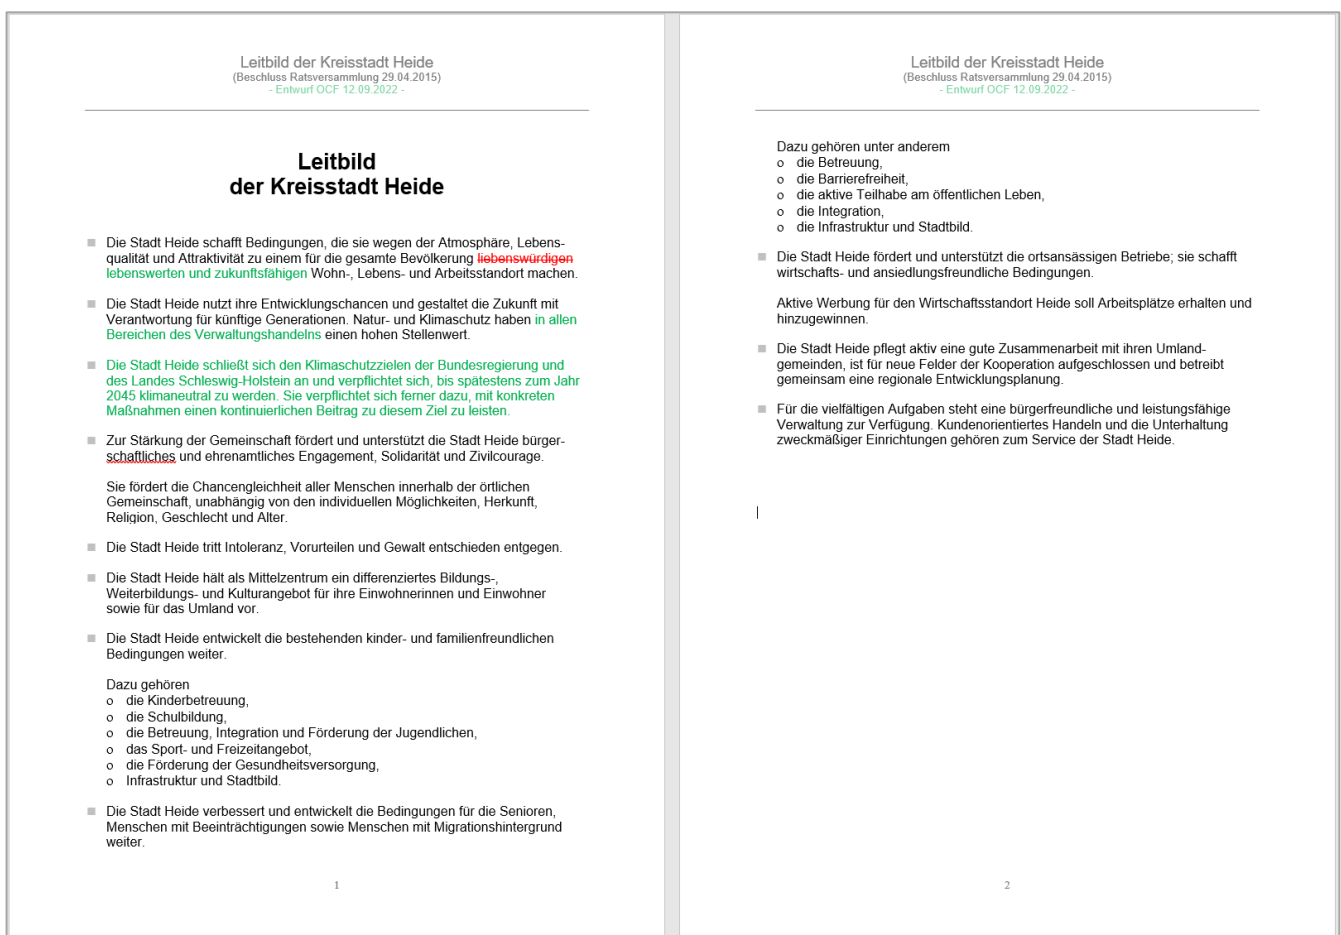 Leitbild der Kreisstadt Heide
(Beschluss Ratsversammlung 29.04.2015)
- Entwurf OCF 12.09.2022 -
Leitbild
der Kreisstadt Heide
Die Stadt Heide schafft Bedingungen, die sie wegen der Atmosphäre, Lebens-
qualität und Attraktivität zu einem für die gesamte Bevölkerung liebenswürdigen
lebenswerten und zukunftsfähigen Wohn-, Lebens- und Arbeitsstandort machen.
Die Stadt Heide nutzt ihre Entwicklungschancen und gestaltet die Zukunft mit
Verantwortung für künftige Generationen. Natur- und Klimaschutz haben in allen
Bereichen des Verwaltungshandelns einen hohen Stellenwert.
Die Stadt Heide schließt sich den Klimaschutzzielen der Bundesregierung und
des Landes Schleswig-Holstein an und verpflichtet sich, bis spätestens zum Jahr
2045 klimaneutral zu werden. Sie verpflichtet sich ferner dazu, mit konkreten
Maßnahmen einen kontinuierlichen Beitrag zu diesem Ziel zu leisten.
Zur Stärkung der Gemeinschaft fördert und unterstützt die Stadt Heide bürger-
schaftliches und ehrenamtliches Engagement, Solidarität und Zivilcourage.
Sie fördert die Chancengleichheit aller Menschen innerhalb der örtlichen
Gemeinschaft, unabhängig von den individuellen Möglichkeiten, Herkunft,
Religion, Geschlecht und Alter.
Die Stadt Heide tritt Intoleranz, Vorurteilen und Gewalt entschieden entgegen.
Die Stadt Heide hält als Mittelzentrum ein differenziertes Bildungs-,
Weiterbildungs- und Kulturangebot für ihre Einwohnerinnen und Einwohner
sowie für das Umland vor.
Die Stadt Heide entwickelt die bestehenden kinder- und familienfreundlichen
Bedingungen weiter.
Dazu gehören
o die Kinderbetreuung,
o die Schulbildung,
o die Betreuung, Integration und Förderung der Jugendlichen,
o das Sport- und Freizeitangebot,
o die Förderung der Gesundheitsversorgung,
o Infrastruktur und Stadtbild.
Die Stadt Heide verbessert und entwickelt die Bedingungen für die Senioren,
Menschen mit Beeinträchtigungen sowie Menschen mit Migrationshintergrund
weiter.
1
Leitbild der Kreisstadt Heide
(Beschluss Ratsversammlung 29.04.2015)
- Entwurf OCF 12.09.2022 -
Dazu gehören unter anderem
o die Betreuung,
o die Barrierefreiheit,
o die aktive Teilhabe am öffentlichen Leben,
o die Integration,
o die Infrastruktur und Stadtbild.
Die Stadt Heide fördert und unterstützt die ortsansässigen Betriebe; sie schafft
wirtschafts- und ansiedlungsfreundliche Bedingungen.
Aktive Werbung für den Wirtschaftsstandort Heide soll Arbeitsplätze erhalten und
hinzugewinnen.
Die Stadt Heide pflegt aktiv eine gute Zusammenarbeit mit ihren Umland-
gemeinden, ist für neue Felder der Kooperation aufgeschlossen und betreibt
gemeinsam eine regionale Entwicklungsplanung.
Für die vielfältigen Aufgaben steht eine bürgerfreundliche und leistungsfähige
Verwaltung zur Verfügung. Kundenorientiertes Handeln und die Unterhaltung
zweckmäßiger Einrichtungen gehören zum Service der Stadt Heide.
2